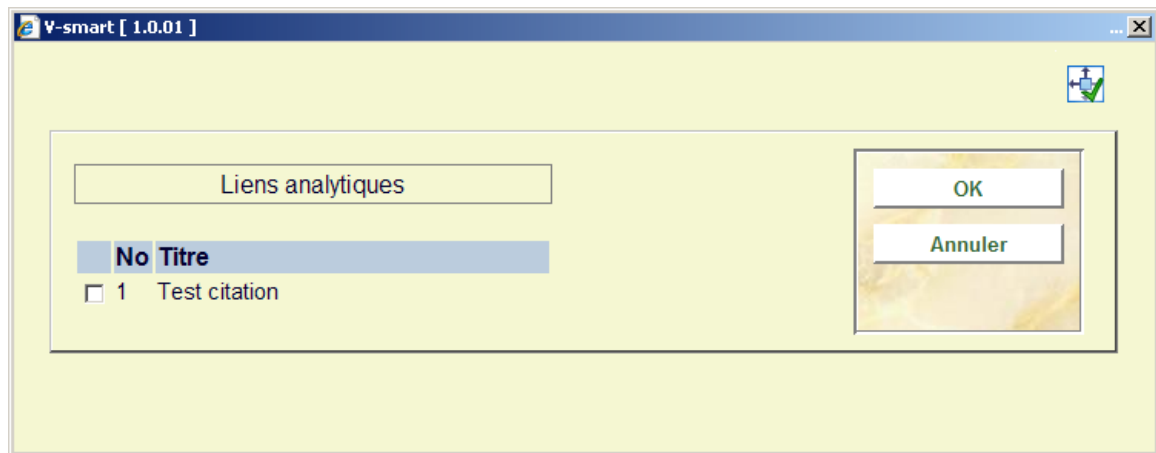 V-smart [ 1.0.01 ] ...
Liens analytiques
OK
Annuler
No Titre
1 Test citation